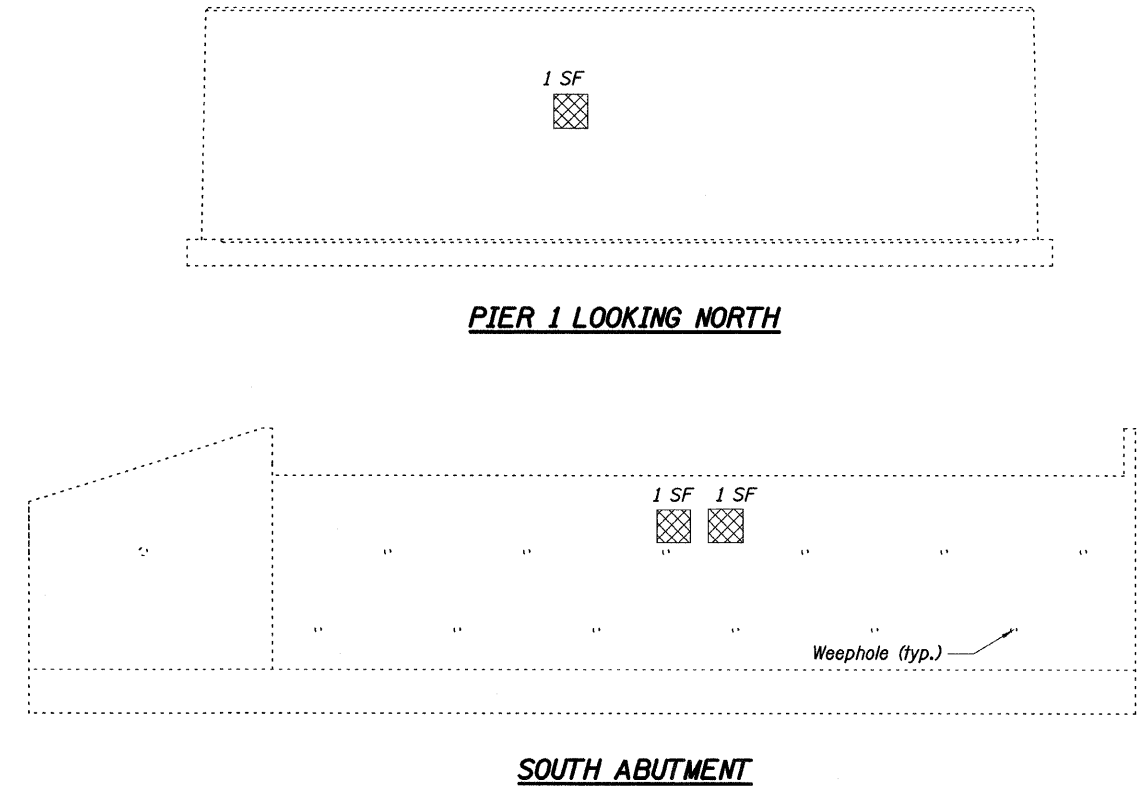 1 SF
PIER 1 LOOKING NORTH
1 SF 1 SF
Weephole (typ.)
SOUTH ABUTMENT